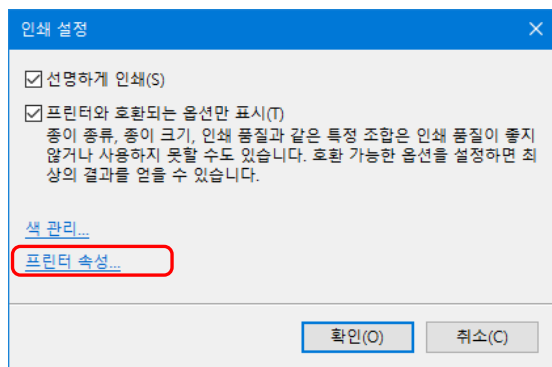 인쇄 설정
선명하게 인쇄(S)
프린터와 호환되는 옵션만 표시(T)
종이 종류, 종이 크기, 인쇄 품질과 같은 특정 조합은 인쇄 품질이 좋지
않거나 사용하지 못할 수도 있습니다. 호환 가능한 옵션을 설정하면 최
상의 결과를 얻을 수 있습니다.
색 관리...
프린터 속성...
확인(O) 취소(C)